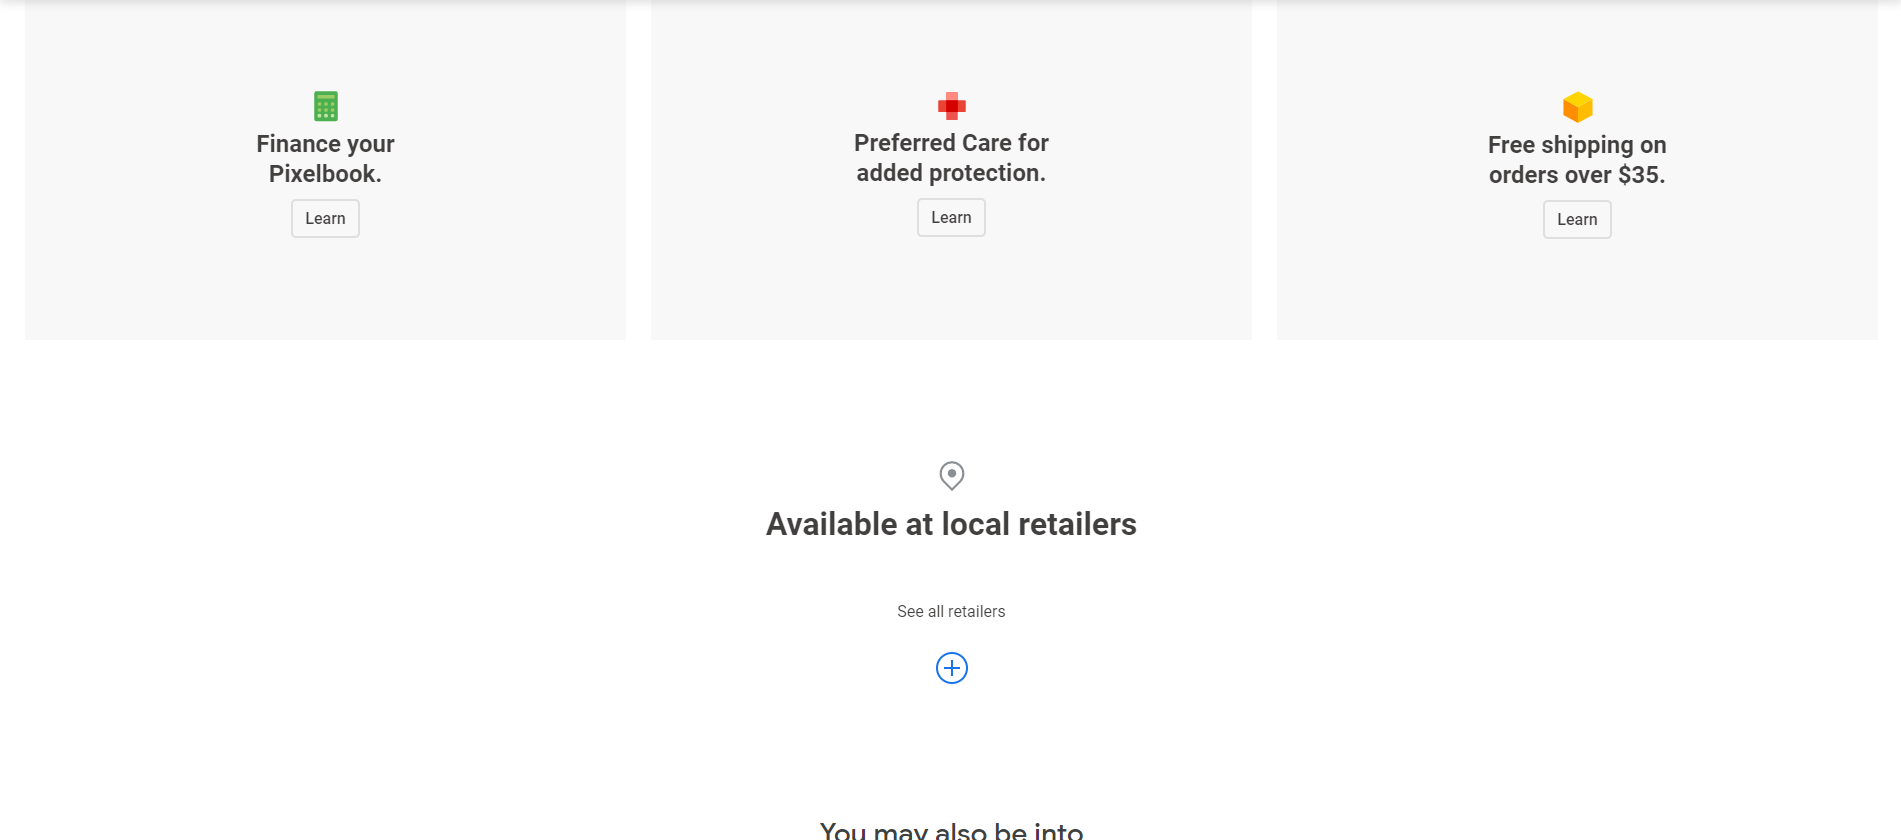 Finance your
Pixelbook.
Learn
Preferred Care for
added protection.
Learn
Free shipping on
orders over $35.
Learn
Available at local retailers
See all retailers
You may also be into